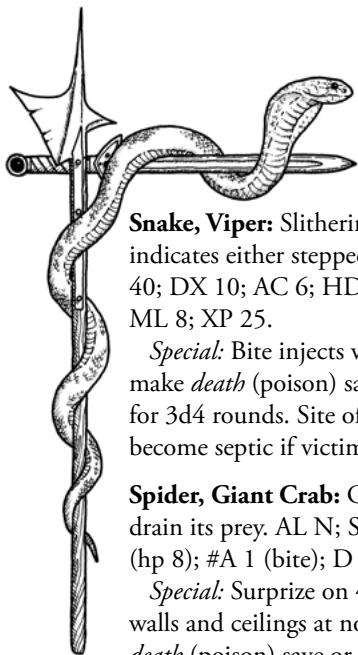 Snake, Viper: Slitherin
indicates either stepped
40; DX 10; AC 6; HD
ML 8; XP 25.
Special: Bite injects v
make death (poison) sa
for 3d4 rounds. Site of
become septic if victim
Spider, Giant Crab:
drain its prey. AL N; S
(hp 8); #A 1 (bite); D
Special: Surprize on 4
walls and ceilings at no
death (poison) save or